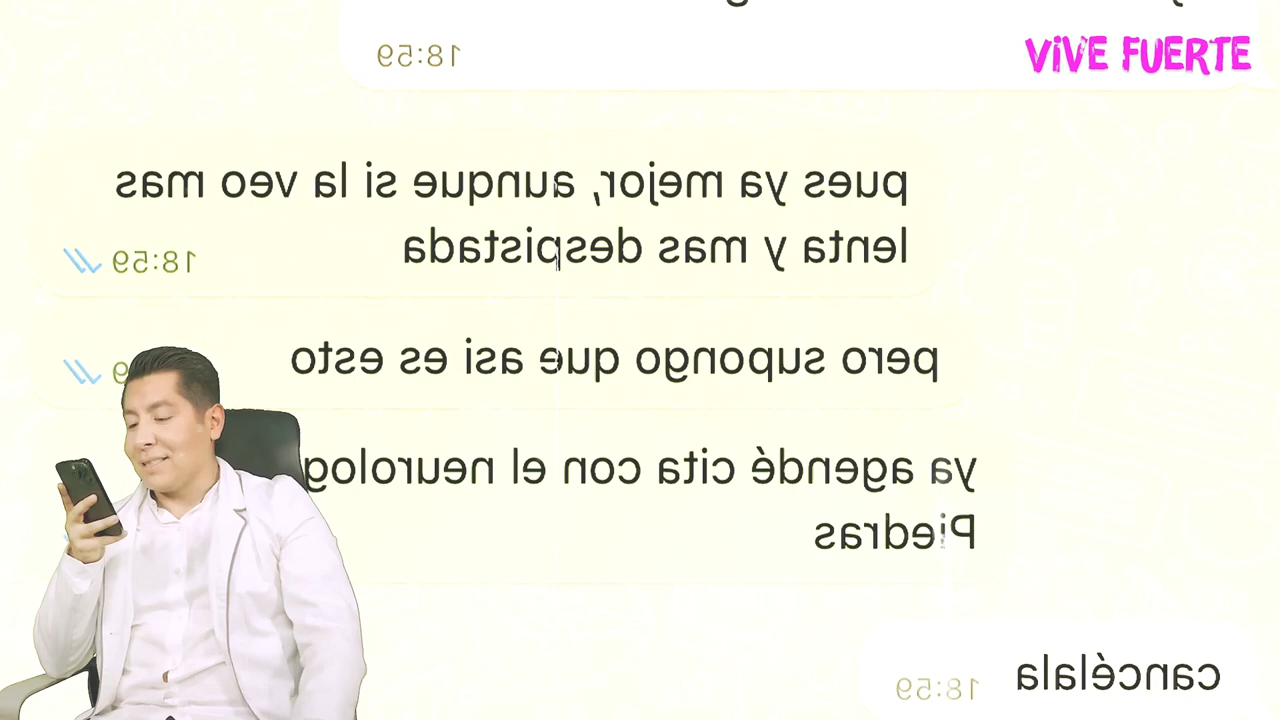 VIVE FUERTE
18:59
pues ya mejor, aunque si la veo mas
lenta y mas despistada
18:59
pero supongo que asi es esto
ya agendé cita con el
Piedras
cancélala
18:59